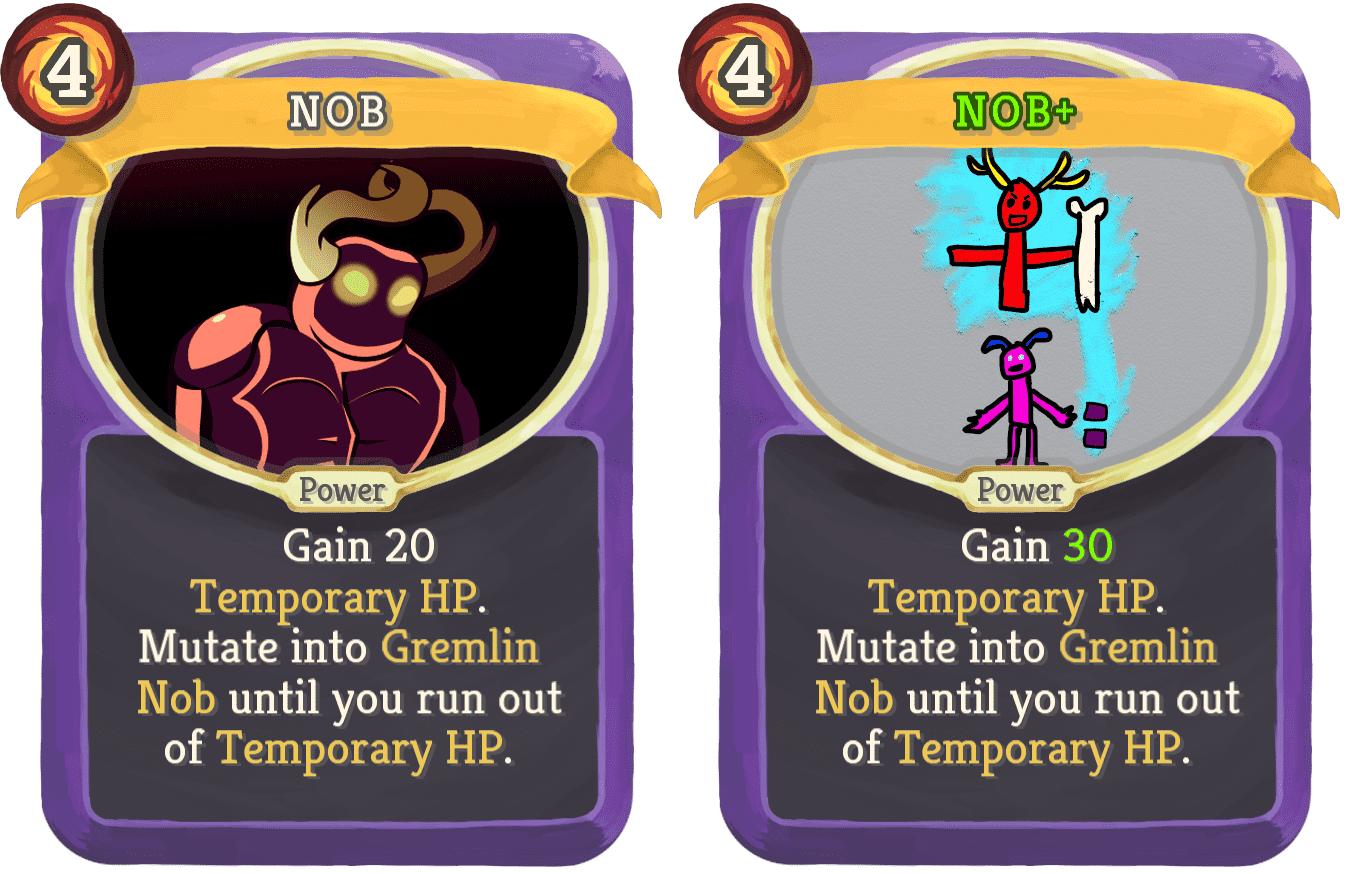 4
NOB
Power
Gain 20
Temporary HP.
Mutate into Gremlin
Nob until you run out
of Temporary HP.
4
NOB+
Power
Gain 30
Temporary HP.
Mutate into Gremlin
Nob until you run out
of Temporary HP.